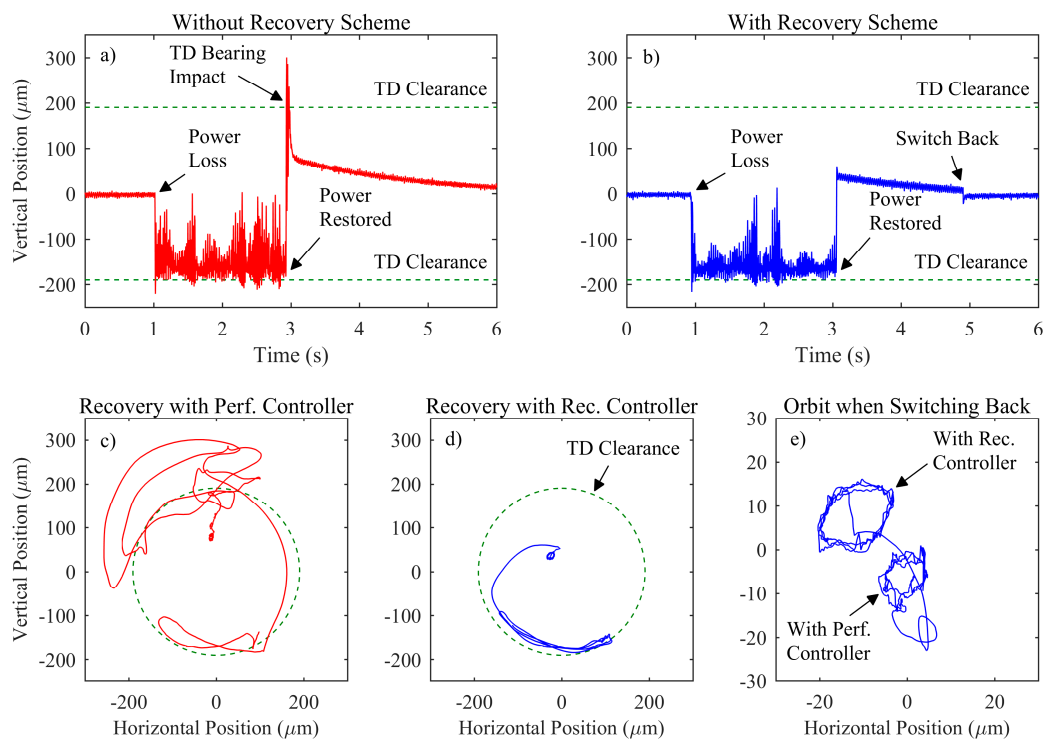 Without Recovery Scheme
a)
TD Bearing
Impact
TD Clearance
Power
Loss
Power
Restored
TD Clearance
300
200
100
0
-100
-200
Vertical Position (μm)
0 1 2 3 4 5 6
Time (s)
With Recovery Scheme
b)
TD Clearance
Power
Loss
Switch Back
Power
Restored
TD Clearance
300
200
100
0
-100
-200
0 1 2 3 4 5 6
Time (s)
Recovery with Perf. Controller
c)
300
200
100
0
-100
-200
Vertical Position (μm)
-200 0 200
Horizontal Position (μm)
Recovery with Rec. Controller
d)
TD Clearance
300
200
100
0
-100
-200
-200 0 200
Horizontal Position (μm)
Orbit when Switching Back
e)
With Rec.
Controller
With Perf.
Controller
30
20
10
0
-10
-20
-30
-20 0 20
Horizontal Position (μm)